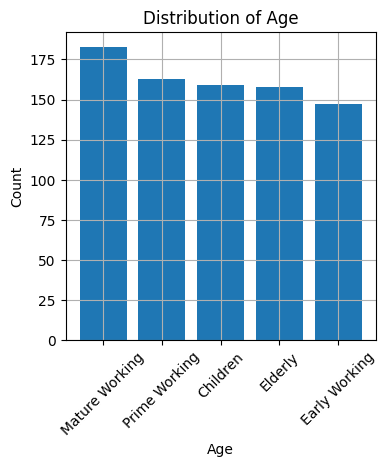 Distribution of Age
175
150
125
100
75
50
25
0
Count
Mature Working
Prime Working
Children
Elderly
Early Working
Age